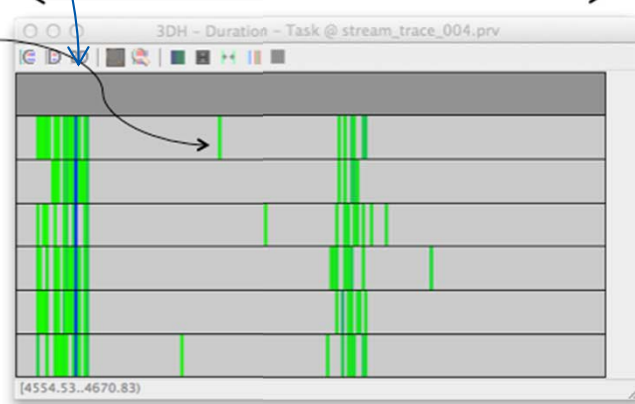 3DH - Duration - Task @ stream_trace_004.prv
[4554.53..4670.83)